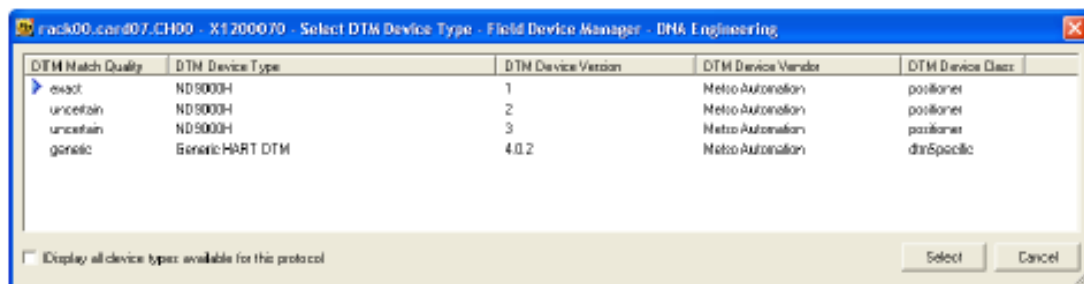 rack00.card07.CH00 - X1200070 - Select DTM Device Type - Field Device Manager - DNA Engineering
DTM Match Quality DTM Device Type DTM Device Version DTM Device Vendor DTM Device Class
exact ND9000H 1 Metso Automation positioner
uncertain ND9000H 2 Metso Automation positioner
uncertain ND9000H 3 Metso Automation positioner
generic Generic HART DTM 4.0.2 Metso Automation dtmSpecific
Display all device types available for this protocol Select Cancel